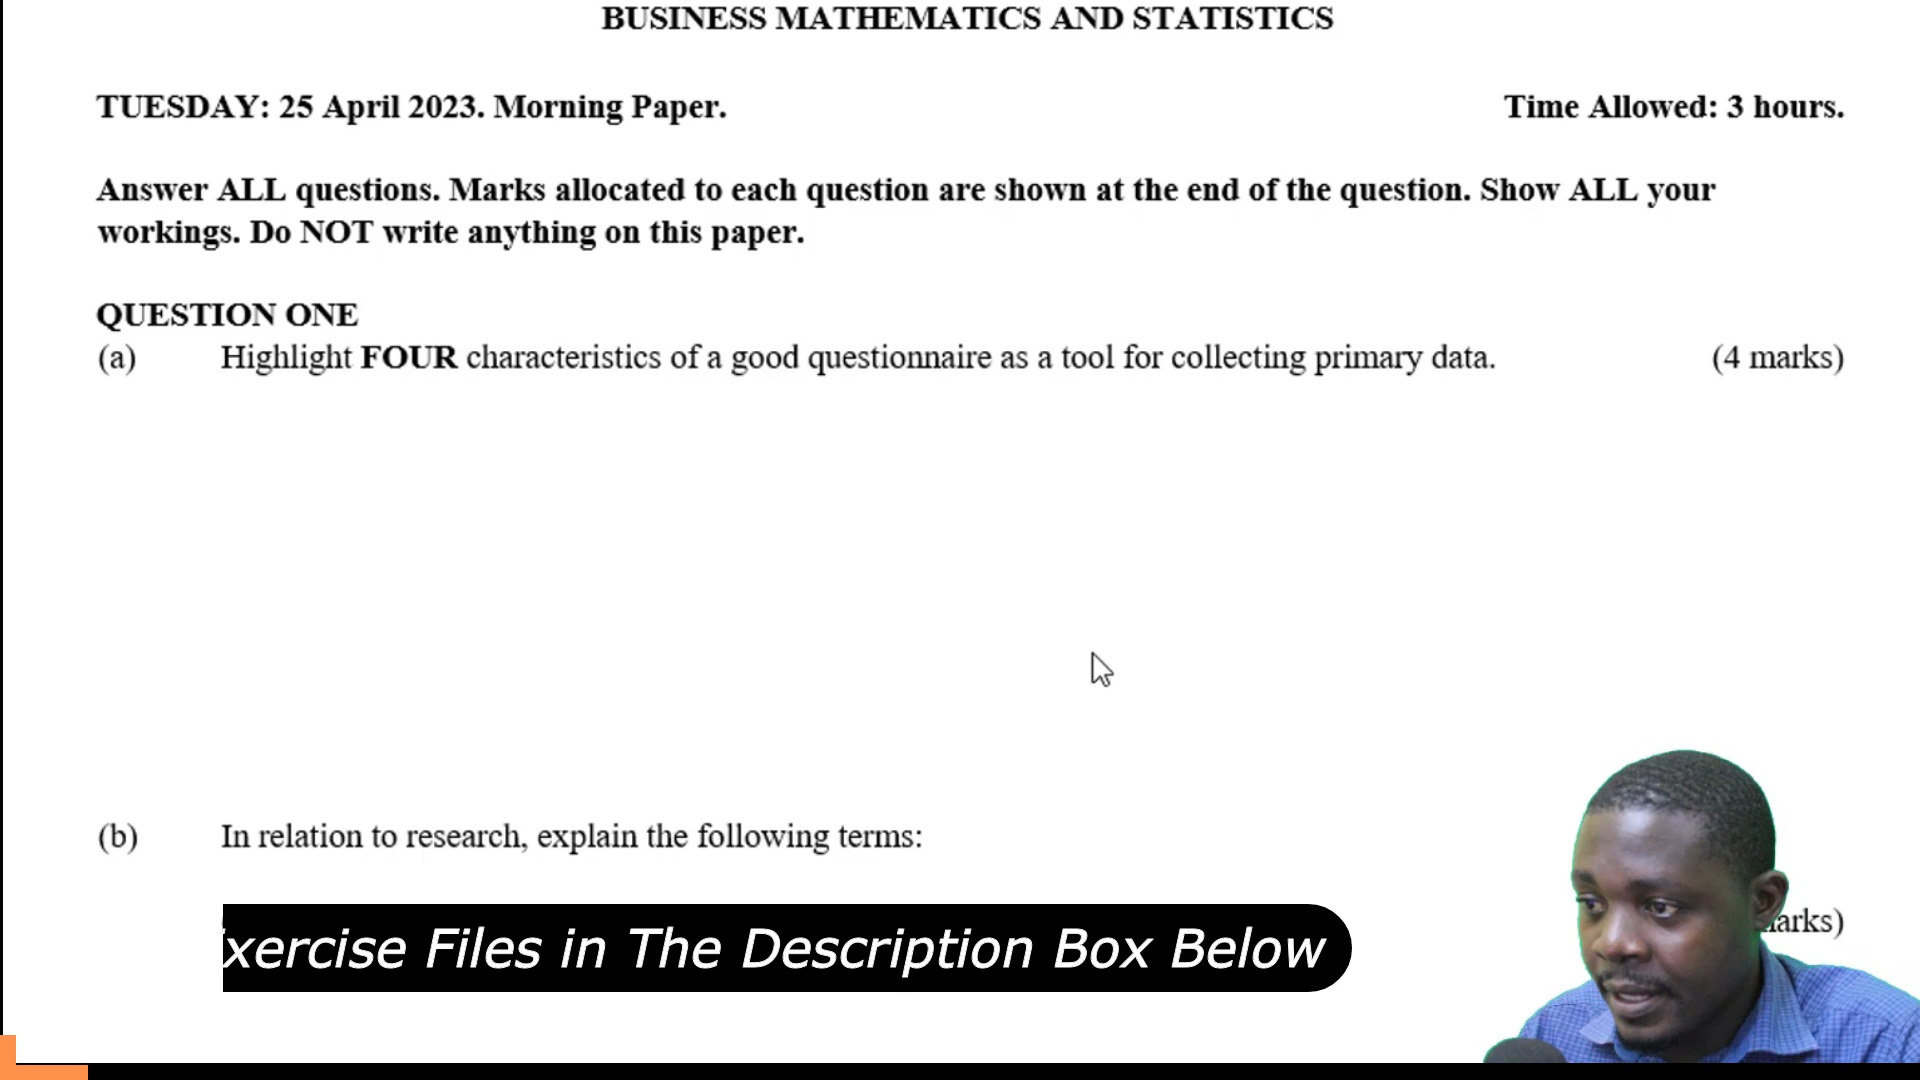 BUSINESS MATHEMATICS AND STATISTICS
TUESDAY: 25 April 2023. Morning Paper. Time Allowed: 3 hours.
Answer ALL questions. Marks allocated to each question are shown at the end of the question. Show ALL your
workings. Do NOT write anything on this paper.
QUESTION ONE
(a) Highlight FOUR characteristics of a good questionnaire as a tool for collecting primary data. (4 marks)
(b) In relation to research, explain the following terms:
xercise Files in The Description Box Below
arks)